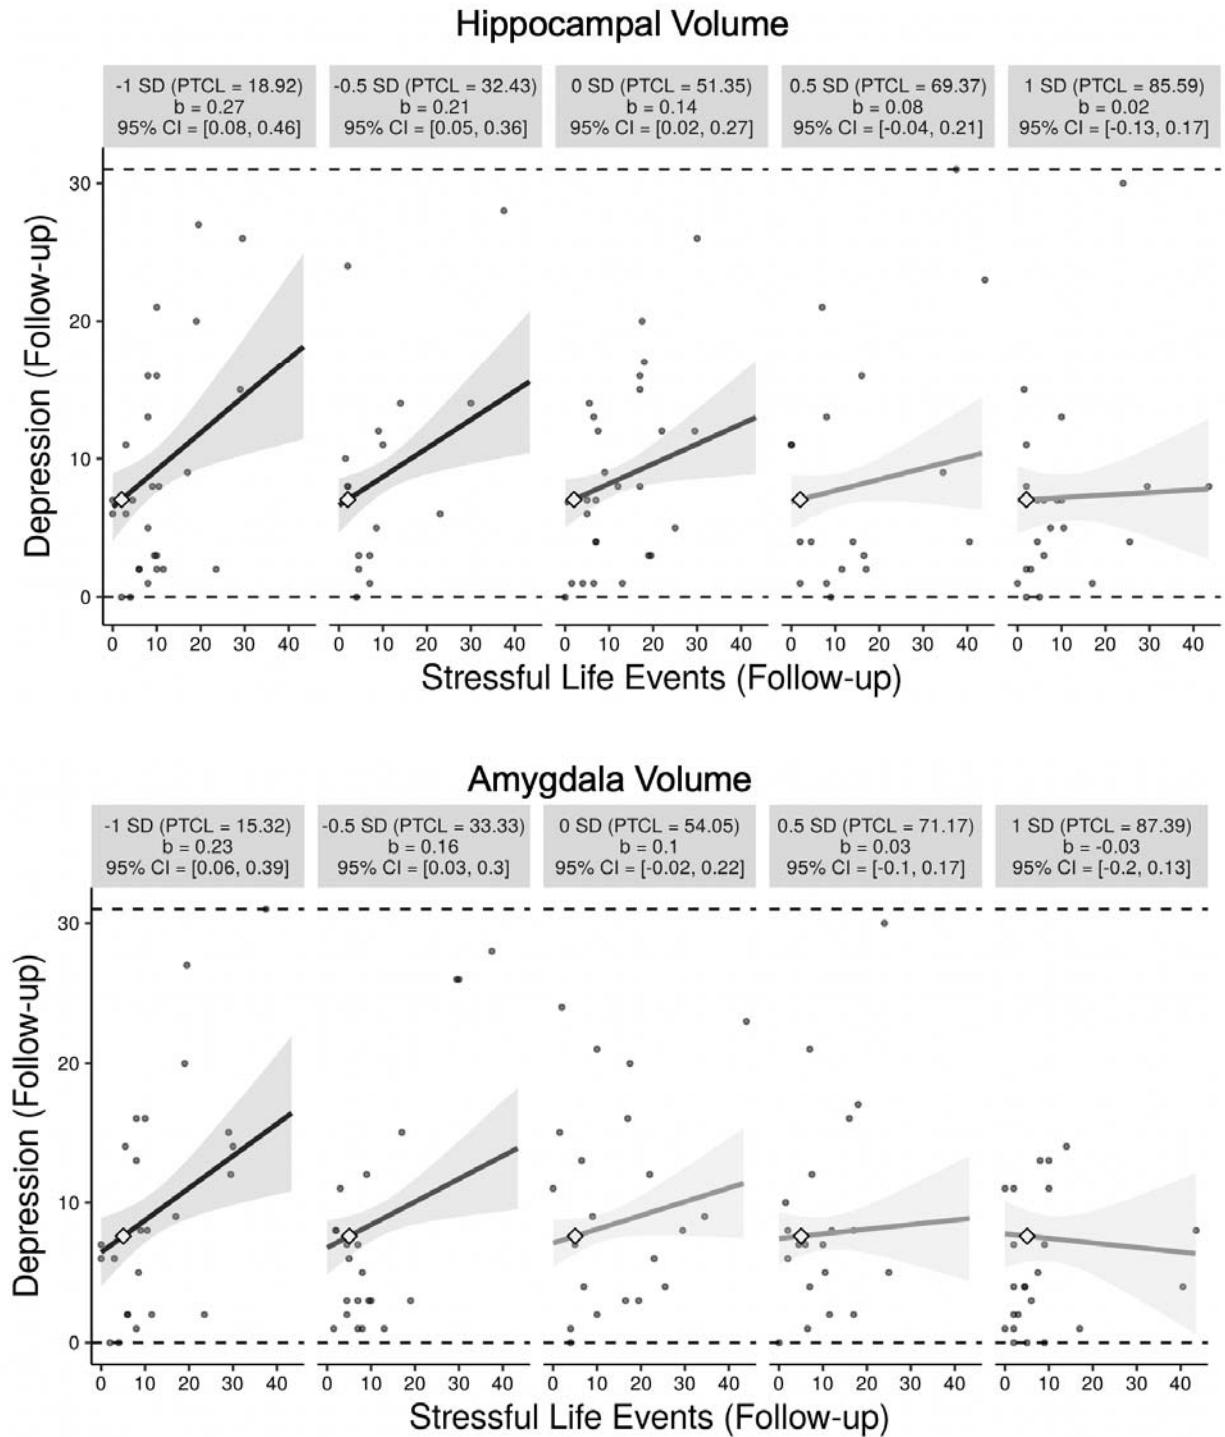 Hippocampal Volume
-1 SD (PTCL = 18.92)
b = 0.27
95% CI = [0.08, 0.46]
-0.5 SD (PTCL = 32.43)
b = 0.21
95% CI = [0.05, 0.36]
0 SD (PTCL = 51.35)
b = 0.14
95% CI = [0.02, 0.27]
0.5 SD (PTCL = 69.37)
b = 0.08
95% CI = [-0.04, 0.21]
1 SD (PTCL = 85.59)
b = 0.02
95% CI = [-0.13, 0.17]
Depression (Follow-up)
30
20
10
0
0 10 20 30 40 0 10 20 30 40 0 10 20 30 40 0 10 20 30 40 0 10 20 30 40
Stressful Life Events (Follow-up)
Amygdala Volume
-1 SD (PTCL = 15.32)
b = 0.23
95% CI = [0.06, 0.39]
-0.5 SD (PTCL = 33.33)
b = 0.16
95% CI = [0.03, 0.3]
0 SD (PTCL = 54.05)
b = 0.1
95% CI = [-0.02, 0.22]
0.5 SD (PTCL = 71.17)
b = 0.03
95% CI = [-0.1, 0.17]
1 SD (PTCL = 87.39)
b = -0.03
95% CI = [-0.2, 0.13]
Depression (Follow-up)
30
20
10
0
0 10 20 30 40 0 10 20 30 40 0 10 20 30 40 0 10 20 30 40 0 10 20 30 40
Stressful Life Events (Follow-up)